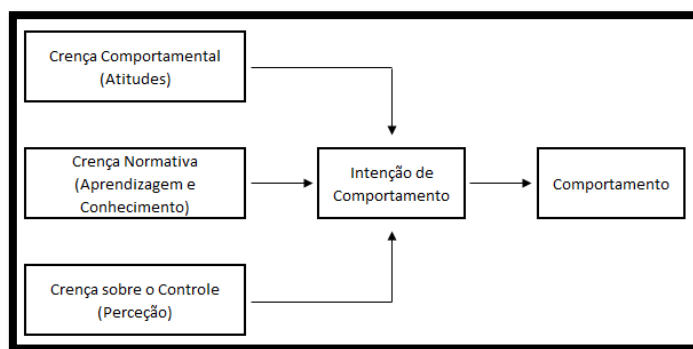 Crença Comportamental
(Atitudes)
Crença Normativa
(Aprendizagem e
Conhecimento)
Intenção de
Comportamento
Comportamento
Crença sobre o Controle
(Perceção)